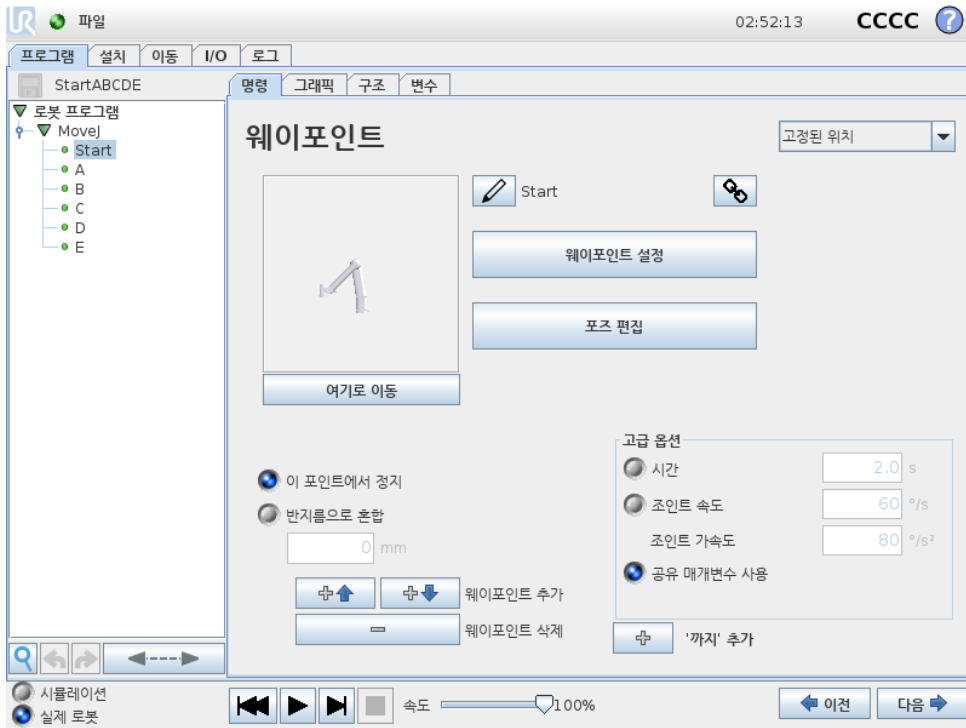 UR 파일 02:52:13 CCCC ?
프로그램 설치 이동 I/O 로그
StartABCDE
명령 그래픽 구조 변수
로봇 프로그램
MoveJ
Start
A
B
C
D
E
웨이포인트
고정된 위치
Start
웨이포인트 설정
포즈 편집
여기로 이동
이 포인트에서 정지
반지름으로 혼합
0 mm
웨이포인트 추가
웨이포인트 삭제
고급 옵션
시간 2.0 s
조인트 속도 60 °/s
조인트 가속도 80 °/s²
공유 매개변수 사용
'까지' 추가
시뮬레이션
실제 로봇
속도 100%
이전 다음